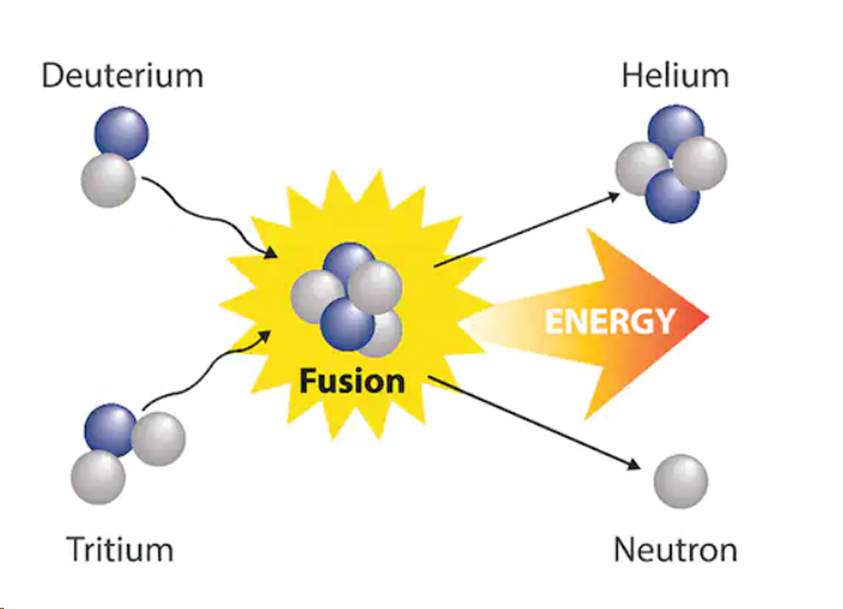 Deuterium
Helium
ENERGY
Fusion
Tritium
Neutron